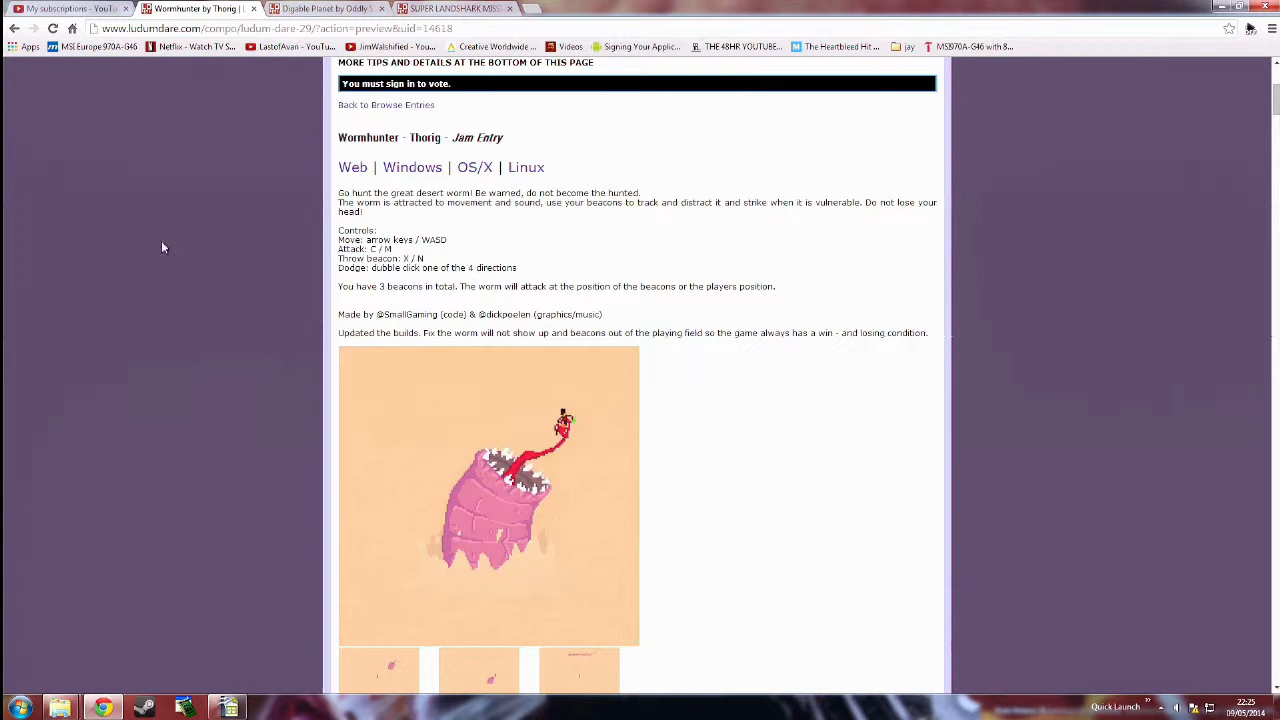 My subscriptions - YouTu
Wormhunter by Thorig | L
Digable Planet by Oddly S
SUPER LANDSHARK MISSI
www.ludumdare.com/compo/ludum-dare-29/?action=preview&uid=14618
Apps
MSI Europe 970A-G46
Netflix - Watch TV S...
LastofAvan - YouTu...
JimWalshified - You...
Creative Worldwide ...
Videos
Signing Your Applic...
THE 48HR YOUTUBE...
The Heartbleed Hit ...
jay
MSI970A-G46 with 8...
MORE TIPS AND DETAILS AT THE BOTTOM OF THIS PAGE
You must sign in to vote.
Back to Browse Entries
Wormhunter - Thorig - Jam Entry
Web | Windows | OS/X | Linux
Go hunt the great desert worm! Be warned, do not become the hunted.
The worm is attracted to movement and sound, use your beacons to track and distract it and strike when it is vulnerable. Do not lose your
head!
Controls:
Move: arrow keys / WASD
Attack: C / M
Throw beacon: X / N
Dodge: dubble click one of the 4 directions
You have 3 beacons in total. The worm will attack at the position of the beacons or the players position.
Made by @SmallGaming (code) & @dickpoelen (graphics/music)
Updated the builds. Fix the worm will not show up and beacons out of the playing field so the game always has a win - and losing condition.
Quick Launch
22:25
09/05/2014